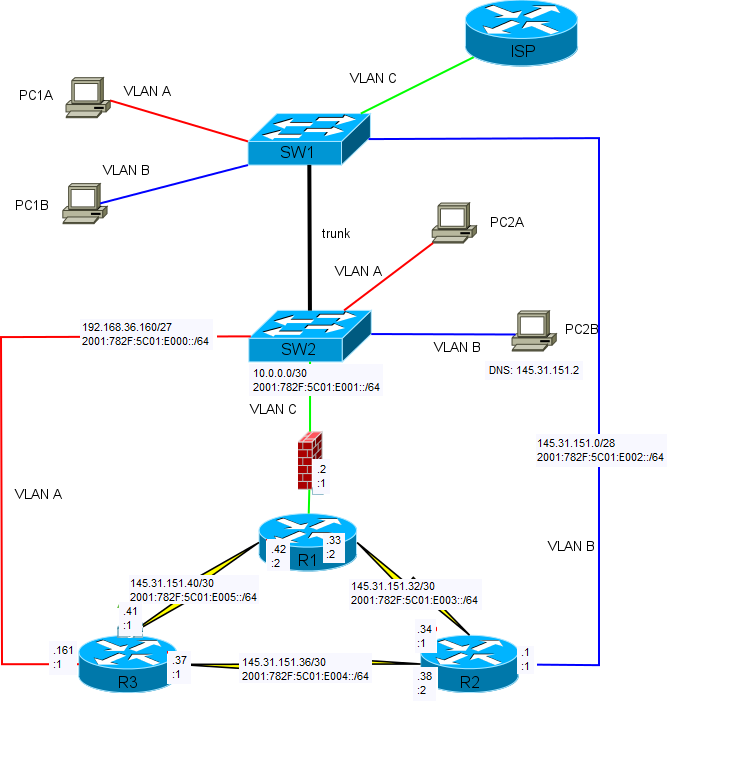 ISP
VLAN C
PC1A
VLAN A
SW1
VLAN B
PC1B
trunk
PC2A
VLAN A
192.168.36.160/27
2001:782F:5C01:E000::/64
SW2
PC2B
VLAN B
10.0.0.0/30
2001:782F:5C01:E001::/64
DNS: 145.31.151.2
VLAN C
145.31.151.0/28
2001:782F:5C01:E002::/64
.2
:1
VLAN A
.33
:2
.42
:2
R1
VLAN B
145.31.151.40/30
2001:782F:5C01:E005::/64
145.31.151.32/30
2001:782F:5C01:E003::/64
.41
:1
.34
:1
.161
:1
.37
:1
145.31.151.36/30
2001:782F:5C01:E004::/64
.1
:1
R3
.38
:2
R2